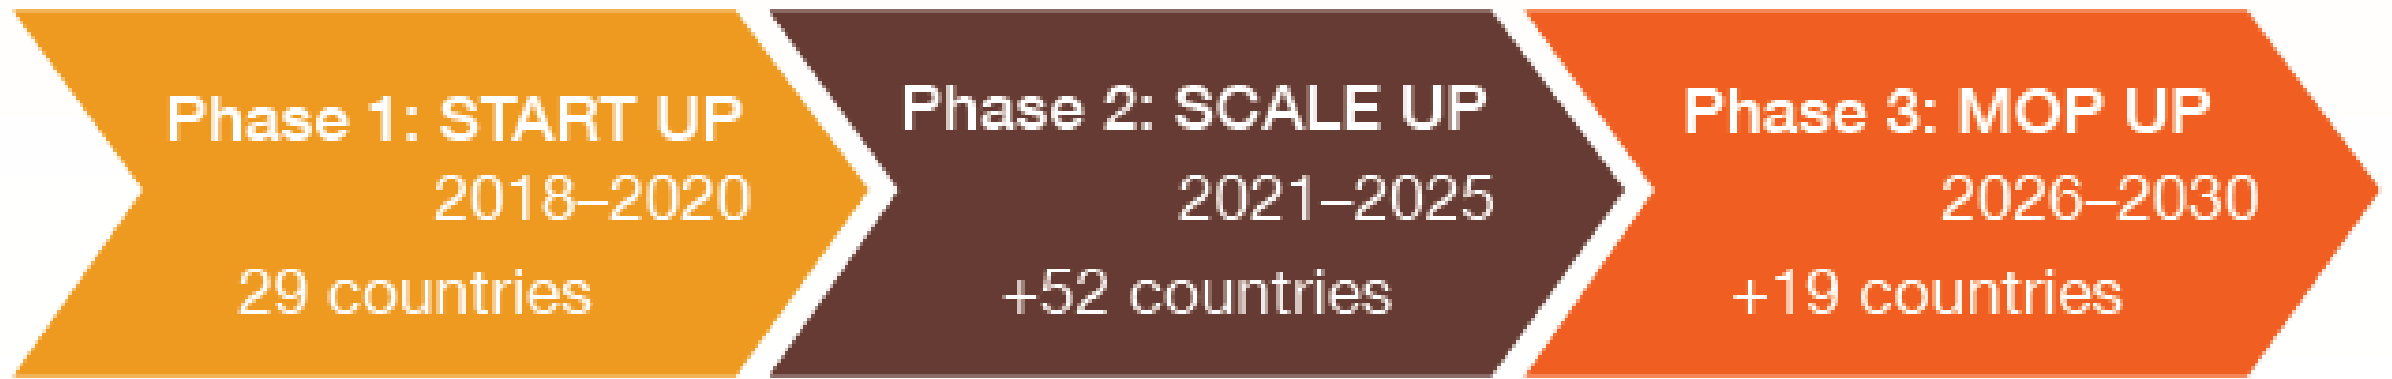 Phase 1: START UP
2018–2020
29 countries
Phase 2: SCALE UP
2021–2025
+52 countries
Phase 3: MOP UP
2026–2030
+19 countries